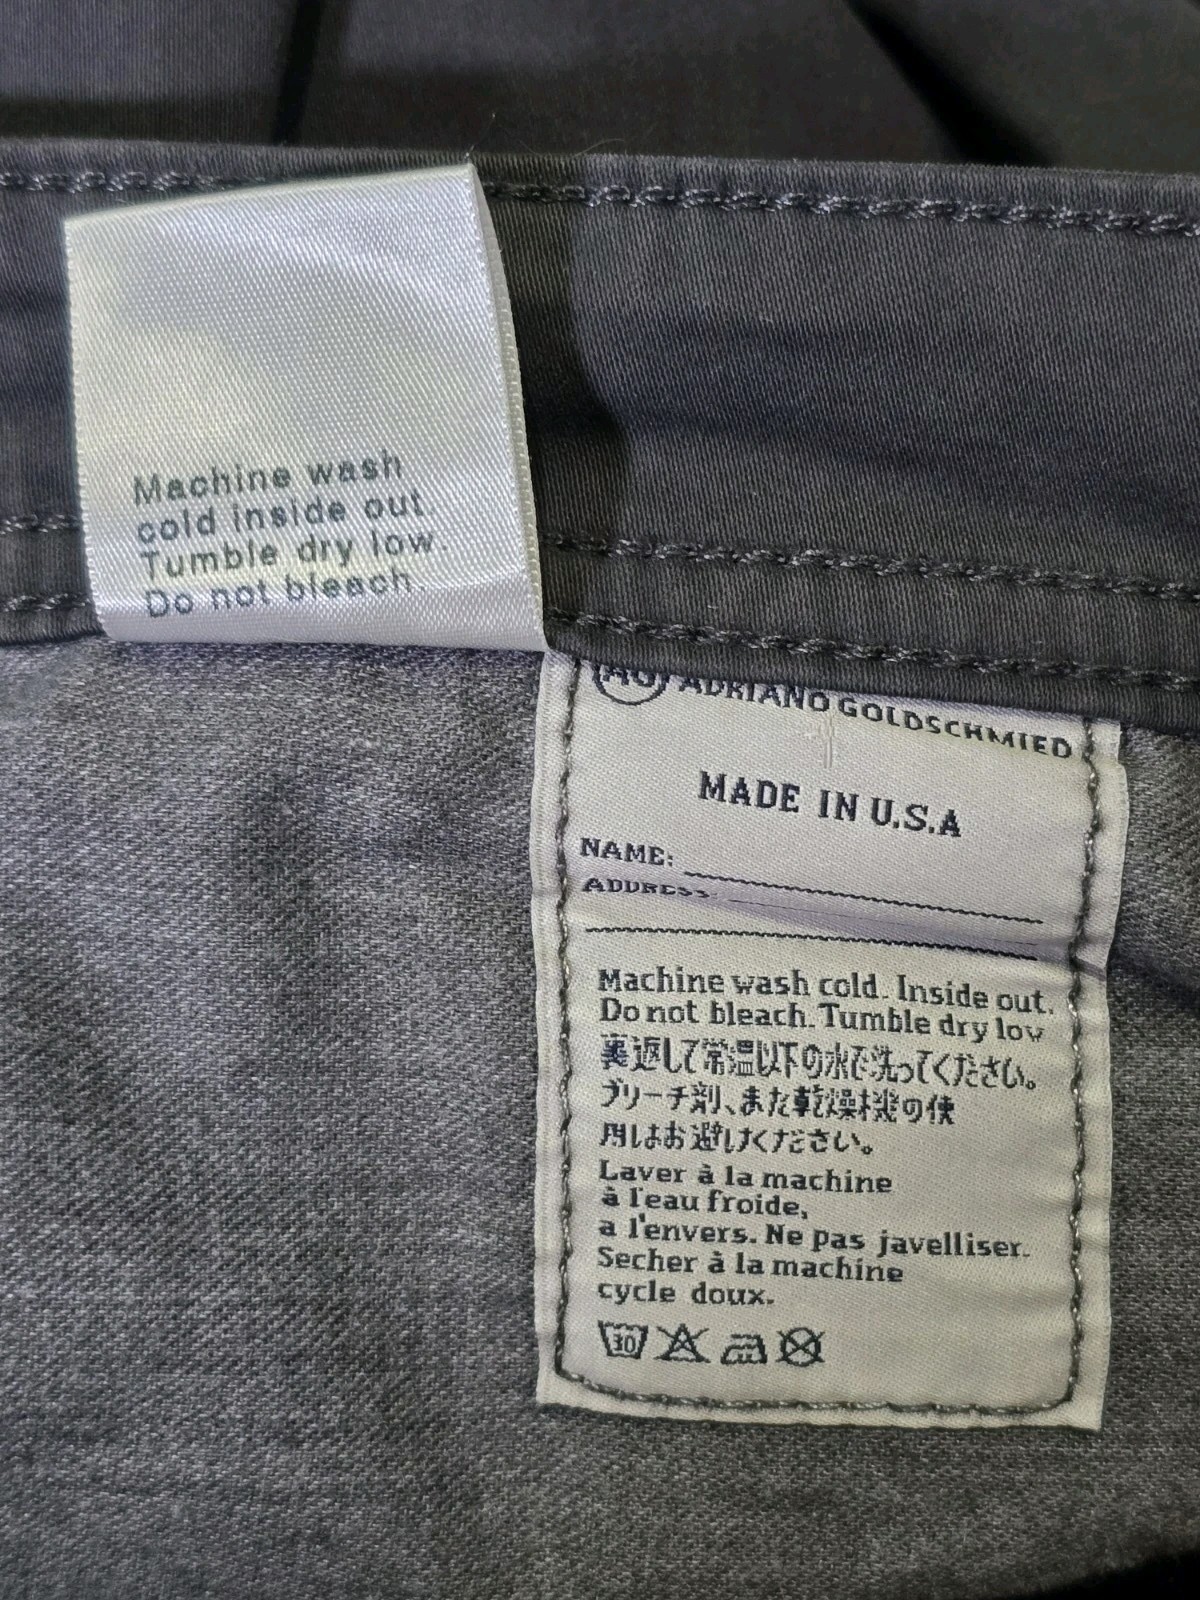 Machine wash
cold inside out.
Tumble dry low.
Do not bleach
AG ADRIANO GOLDSCHMIED
MADE IN U.S.A
NAME:
ADDRESS:
Machine wash cold. Inside out.
Do not bleach. Tumble dry low
裏返して常温以下の水で洗ってください。
ブリーチ剤、また乾燥機の使
用はお避けください。
Laver à la machine
à l'eau froide,
a l'envers. Ne pas javelliser.
Secher à la machine
cycle doux.
30